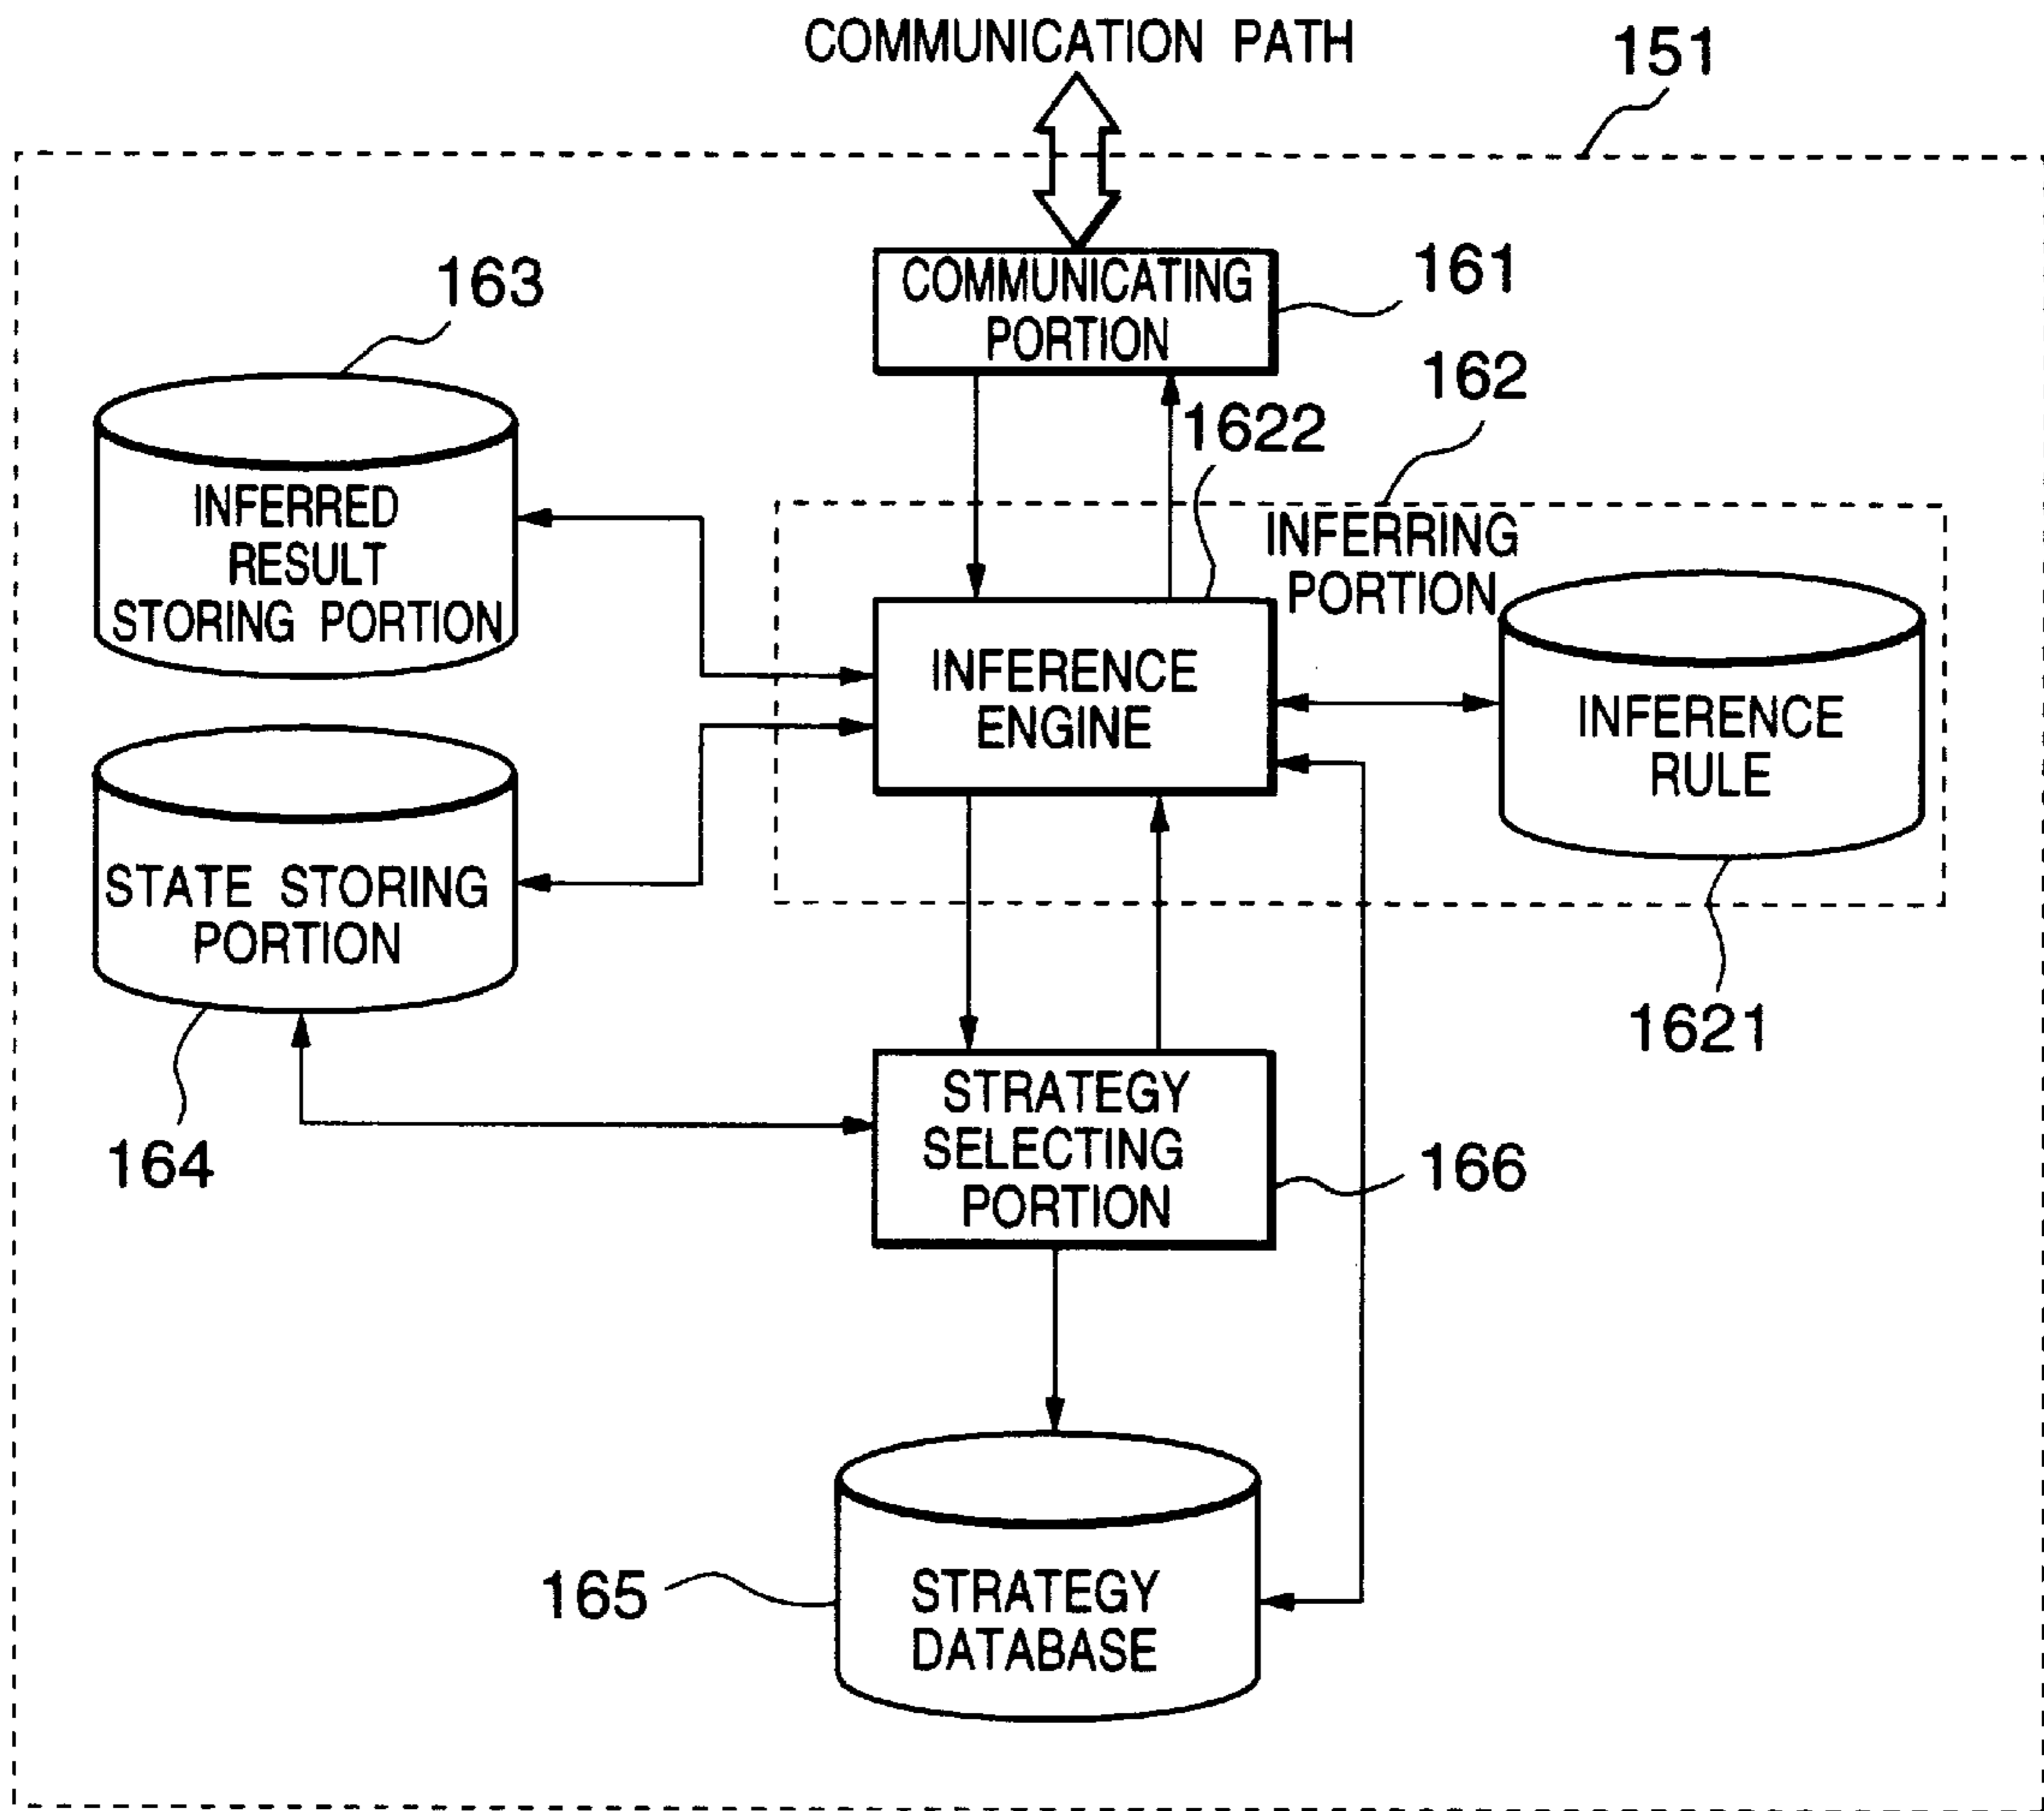 COMMUNICATION PATH
151
COMMUNICATING
PORTION
161
163
162
1622
INFERRING
PORTION
INFERRED
RESULT
STORING PORTION
INFERENCE
ENGINE
INFERENCE
RULE
1621
STATE STORING
PORTION
164
STRATEGY
SELECTING
PORTION
166
165
STRATEGY
DATABASE